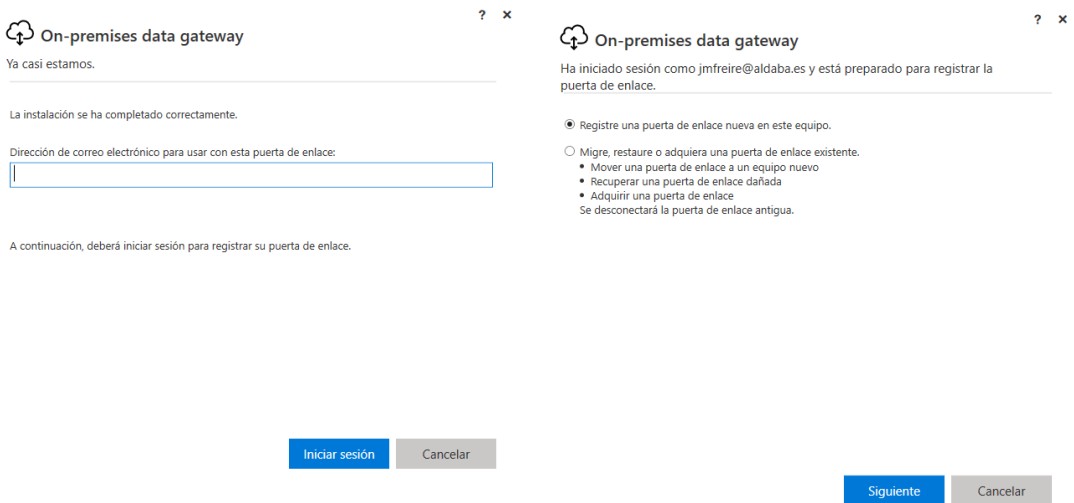 ? ×
On-premises data gateway
Ya casi estamos.
La instalación se ha completado correctamente.
Dirección de correo electrónico para usar con esta puerta de enlace:
A continuación, deberá iniciar sesión para registrar su puerta de enlace.
Iniciar sesión
Cancelar
? ×
On-premises data gateway
Ha iniciado sesión como jmfreire@aldaba.es y está preparado para registrar la
puerta de enlace.
Registre una puerta de enlace nueva en este equipo.
Migre, restaure o adquiera una puerta de enlace existente.
• Mover una puerta de enlace a un equipo nuevo
• Recuperar una puerta de enlace dañada
• Adquirir una puerta de enlace
Se desconectará la puerta de enlace antigua.
Siguiente
Cancelar